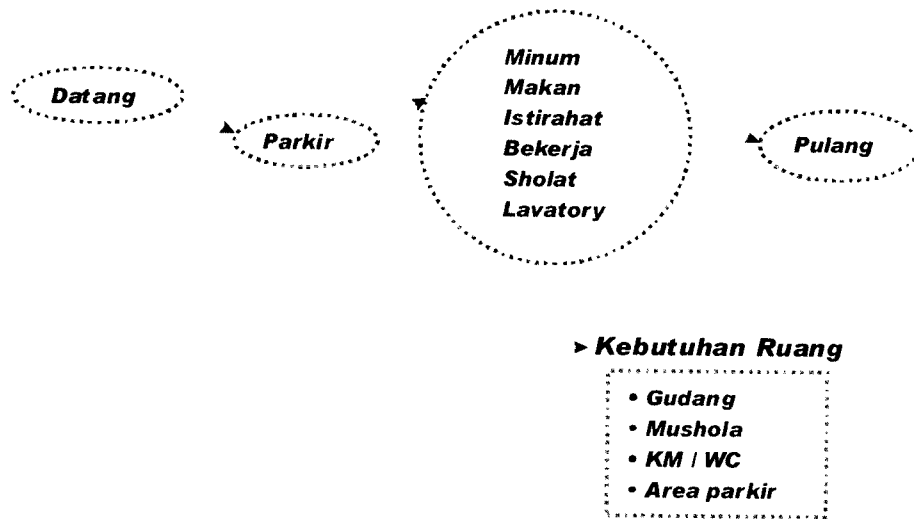 Datang
Parkir
Minum
Makan
Istirahat
Bekerja
Sholat
Lavatory
Pulang
➤ Kebutuhan Ruang
• Gudang
• Mushola
• KM / WC
• Area parkir